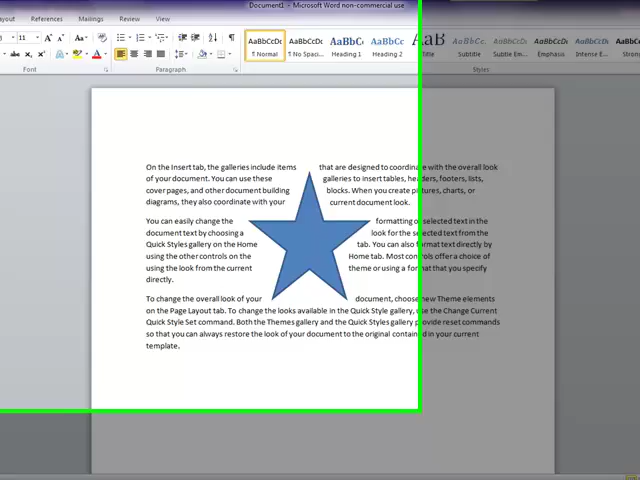 Document1 - Microsoft Word non-commercial use
Layout References Mailings Review View
11
AaBbCcDc AaBbCcDc AaBbCc AaBbCc AaB AaBbCc. AaBbCcDc AaBbCcDc AaBbCcDc AaBbCcDc
¶ Normal ¶ No Spaci... Heading 1 Heading 2 Title Subtitle Subtle Em... Emphasis Intense E... Strong
Font Paragraph Styles
On the Insert tab, the galleries include items that are designed to coordinate with the overall look
of your document. You can use these galleries to insert tables, headers, footers, lists,
cover pages, and other document building blocks. When you create pictures, charts, or
diagrams, they also coordinate with your current document look.
You can easily change the formatting of selected text in the
document text by choosing a look for the selected text from the
Quick Styles gallery on the Home tab. You can also format text directly by
using the other controls on the Home tab. Most controls offer a choice of
using the look from the current theme or using a format that you specify
directly.
To change the overall look of your document, choose new Theme elements
on the Page Layout tab. To change the looks available in the Quick Style gallery, use the Change Current
Quick Style Set command. Both the Themes gallery and the Quick Styles gallery provide reset commands
so that you can always restore the look of your document to the original contained in your current
template.